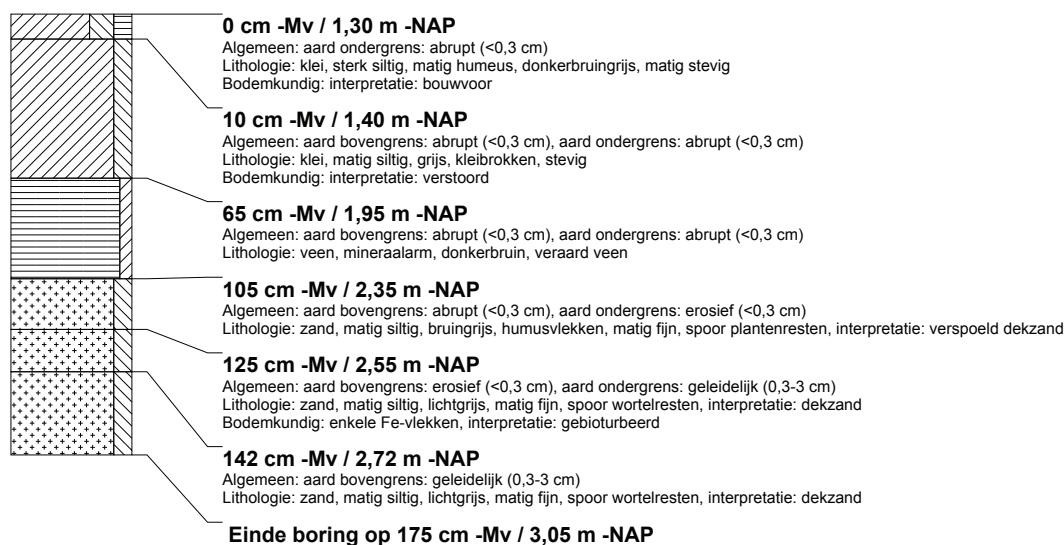 0 cm -Mv / 1,30 m -NAP
Algemeen: aard ondergrens: abrupt (<0,3 cm)
Lithologie: klei, sterk siltig, matig humeus, donkerbruingrijs, matig stevig
Bodemkundig: interpretatie: bouwvoor
10 cm -Mv / 1,40 m -NAP
Algemeen: aard bovengrens: abrupt (<0,3 cm), aard ondergrens: abrupt (<0,3 cm)
Lithologie: klei, matig siltig, grijs, kleibrokken, stevig
Bodemkundig: interpretatie: verstoord
65 cm -Mv / 1,95 m -NAP
Algemeen: aard bovengrens: abrupt (<0,3 cm), aard ondergrens: abrupt (<0,3 cm)
Lithologie: veen, mineraalarm, donkerbruin, veraard veen
105 cm -Mv / 2,35 m -NAP
Algemeen: aard bovengrens: abrupt (<0,3 cm), aard ondergrens: erosief (<0,3 cm)
Lithologie: zand, matig siltig, bruingrijs, humusvlekken, matig fijn, spoor plantenresten, interpretatie: verspoeld dekzand
125 cm -Mv / 2,55 m -NAP
Algemeen: aard bovengrens: erosief (<0,3 cm), aard ondergrens: geleidelijk (0,3-3 cm)
Lithologie: zand, matig siltig, lichtgrijs, matig fijn, spoor wortelresten, interpretatie: dekzand
Bodemkundig: enkele Fe-vlekken, interpretatie: gebioturbeerd
142 cm -Mv / 2,72 m -NAP
Algemeen: aard bovengrens: geleidelijk (0,3-3 cm)
Lithologie: zand, matig siltig, lichtgrijs, matig fijn, spoor wortelresten, interpretatie: dekzand
Einde boring op 175 cm -Mv / 3,05 m -NAP